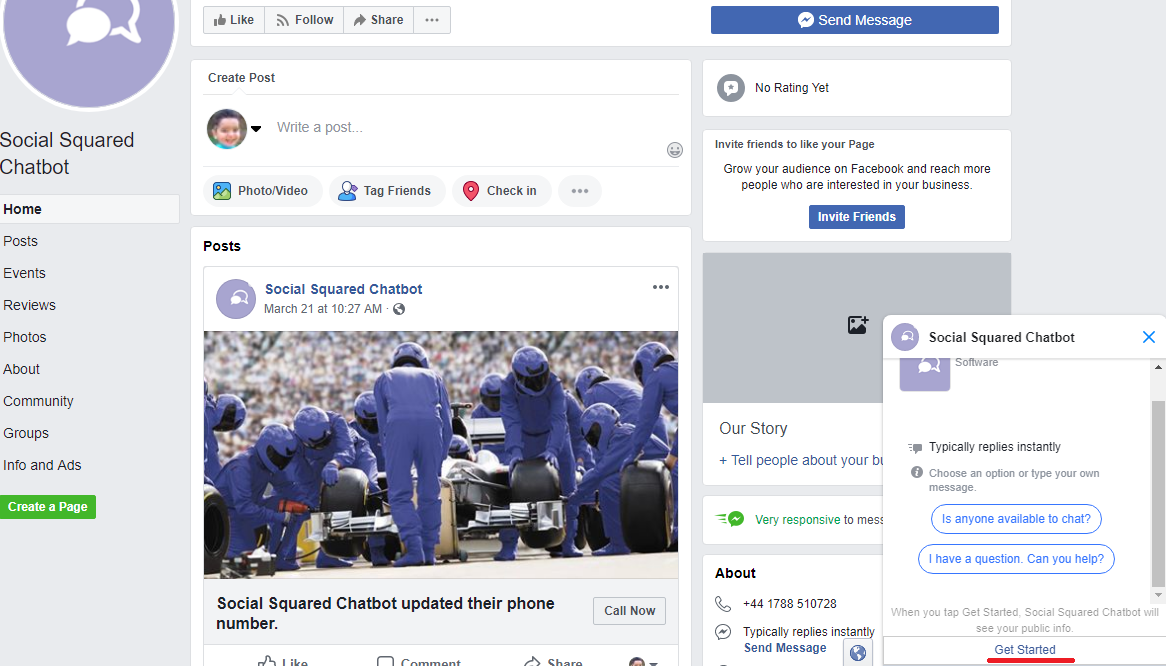 Like
Follow
Share
Send Message
Social Squared
Chatbot
Home
Posts
Events
Reviews
Photos
About
Community
Groups
Info and Ads
Create a Page
Create Post
Write a post...
Photo/Video
Tag Friends
Check in
Posts
Social Squared Chatbot
March 21 at 10:27 AM ·
Social Squared Chatbot updated their phone
number.
Call Now
Like
Comment
Share
No Rating Yet
Invite friends to like your Page
Grow your audience on Facebook and reach more
people who are interested in your business.
Invite Friends
Our Story
+ Tell people about your bu
Very responsive to mess
About
+44 1788 510728
Typically replies instantly
Send Message
Social Squared Chatbot
Software
Typically replies instantly
Choose an option or type your own
message.
Is anyone available to chat?
I have a question. Can you help?
When you tap Get Started, Social Squared Chatbot will
see your public info.
Get Started